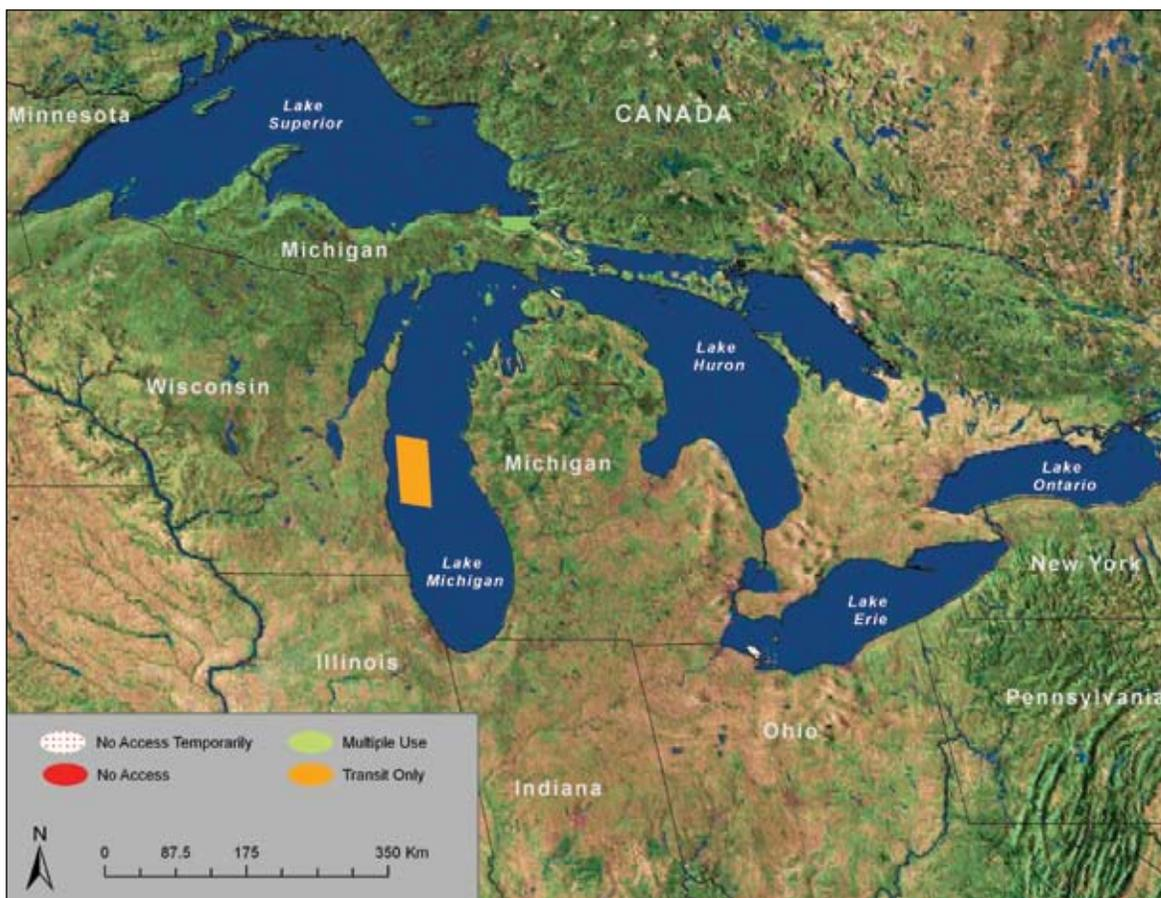 Lake
Superior
CANADA
Minnesota
Michigan
Lake
Huron
Wisconsin
Michigan
Lake
Ontario
Lake
Michigan
New York
Lake
Erie
Illinois
Pennsylvania
Ohio
Indiana
No Access Temporarily
Multiple Use
No Access
Transit Only
N
0 87.5 175 350 Km